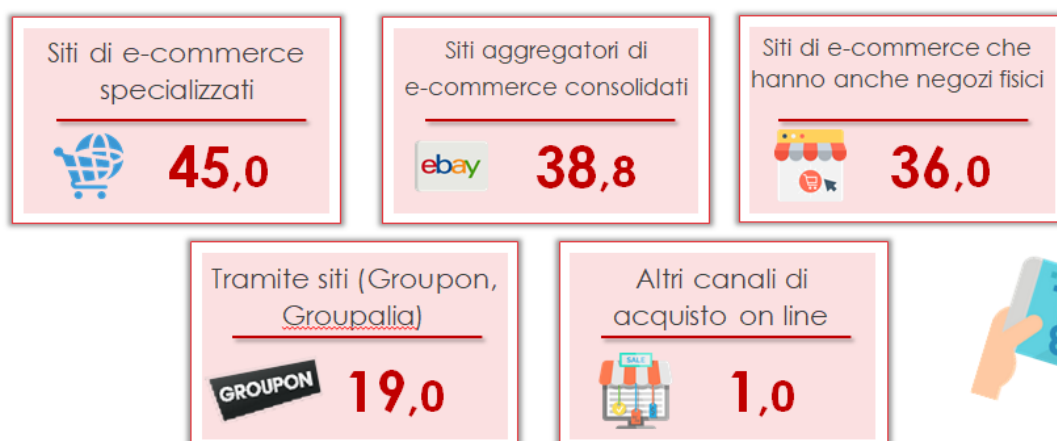 Siti di e-commerce
specializzati
45,0
Siti aggregatori di
e-commerce consolidati
ebay
38,8
Siti di e-commerce che
hanno anche negozi fisici
36,0
Tramite siti (Groupon,
Groupalia)
GROUPON
19,0
Altri canali di
acquisto on line
SALE
1,0